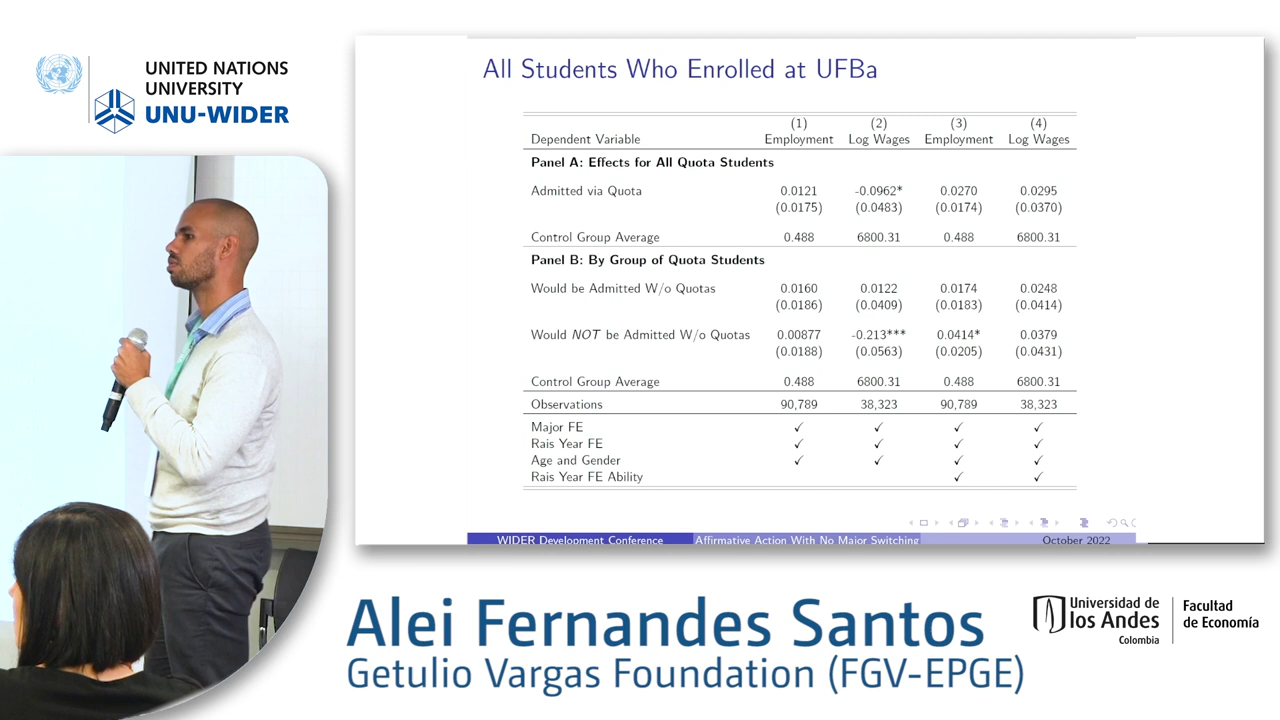 UNITED NATIONS
UNIVERSITY
UNU-WIDER
All Students Who Enrolled at UFBa
(1) (2) (3) (4)
Dependent Variable Employment Log Wages Employment Log Wages
Panel A: Effects for All Quota Students
Admitted via Quota 0.0121 -0.0962* 0.0270 0.0295
(0.0175) (0.0483) (0.0174) (0.0370)
Control Group Average 0.488 6800.31 0.488 6800.31
Panel B: By Group of Quota Students
Would be Admitted W/o Quotas 0.0160 0.0122 0.0174 0.0248
(0.0186) (0.0409) (0.0183) (0.0414)
Would NOT be Admitted W/o Quotas 0.00877 -0.213*** 0.0414* 0.0379
(0.0188) (0.0563) (0.0205) (0.0431)
Control Group Average 0.488 6800.31 0.488 6800.31
Observations 90,789 38,323 90,789 38,323
Major FE ✓ ✓ ✓ ✓
Rais Year FE ✓ ✓ ✓ ✓
Age and Gender ✓ ✓ ✓ ✓
Rais Year FE Ability ✓ ✓
WIDER Development Conference Affirmative Action With No Major Switching October 2022
Alei Fernandes Santos
Getulio Vargas Foundation (FGV-EPGE)
Universidad de
los Andes
Colombia
Facultad
de Economía